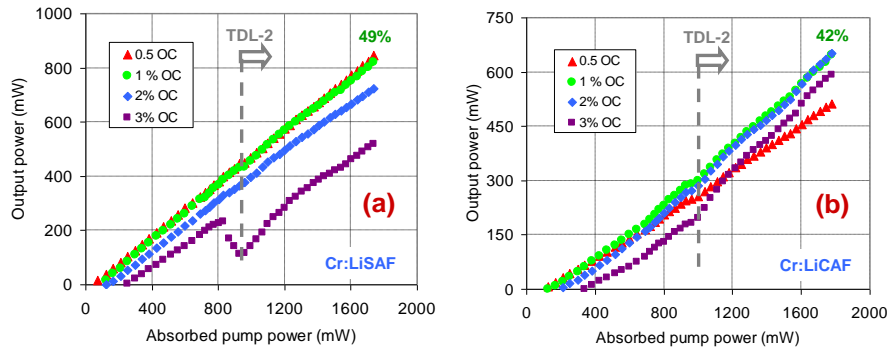 1000
800
600
400
200
0
Output power (mW)
0.5 OC
1 % OC
2% OC
3% OC
TDL-2
49%
(a)
Cr:LiSAF
0 400 800 1200 1600 2000
Absorbed pump power (mW)
750
600
450
300
150
0
Output power (mW)
0.5 OC
1 % OC
2% OC
3% OC
TDL-2
42%
(b)
Cr:LiCAF
0 400 800 1200 1600 2000
Absorbed pump power (mW)